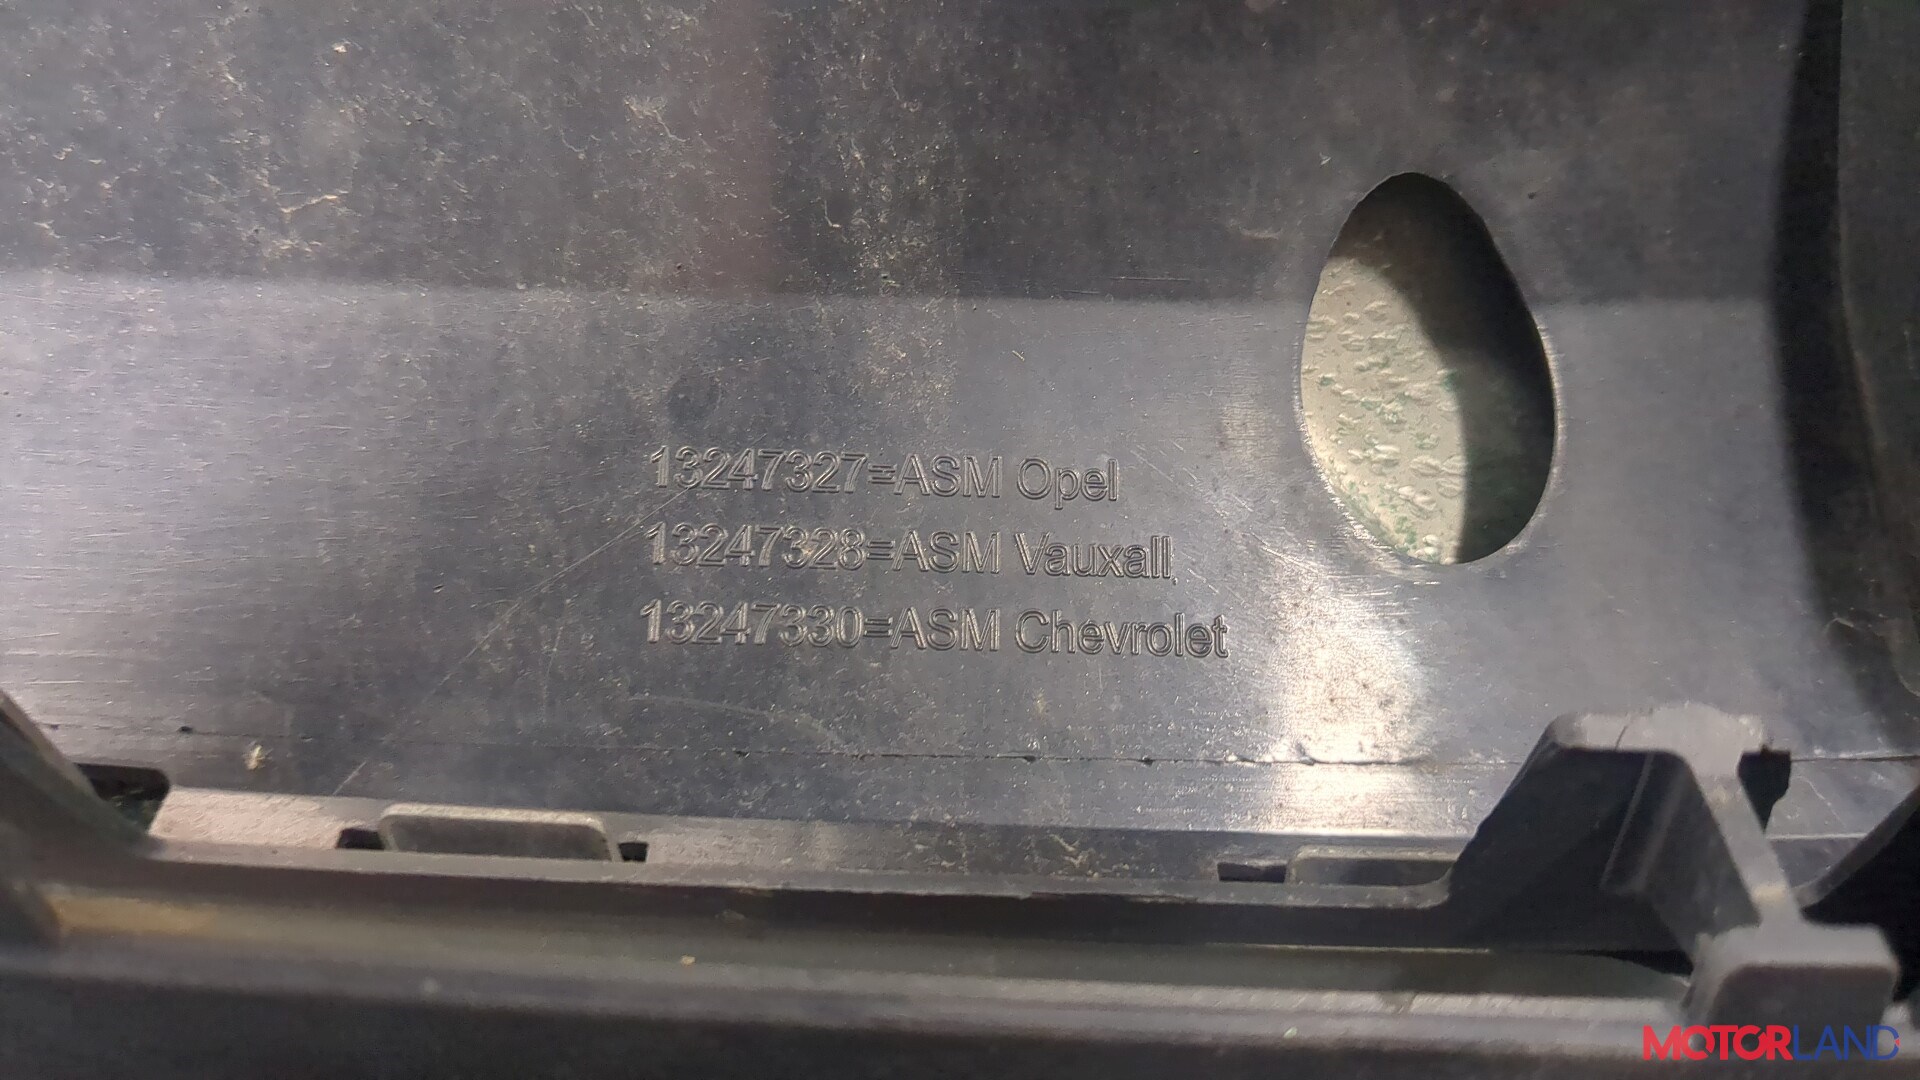 13247327=ASM Opel
13247328=ASM Vauxall
13247330=ASM Chevrolet
MOTORLAND